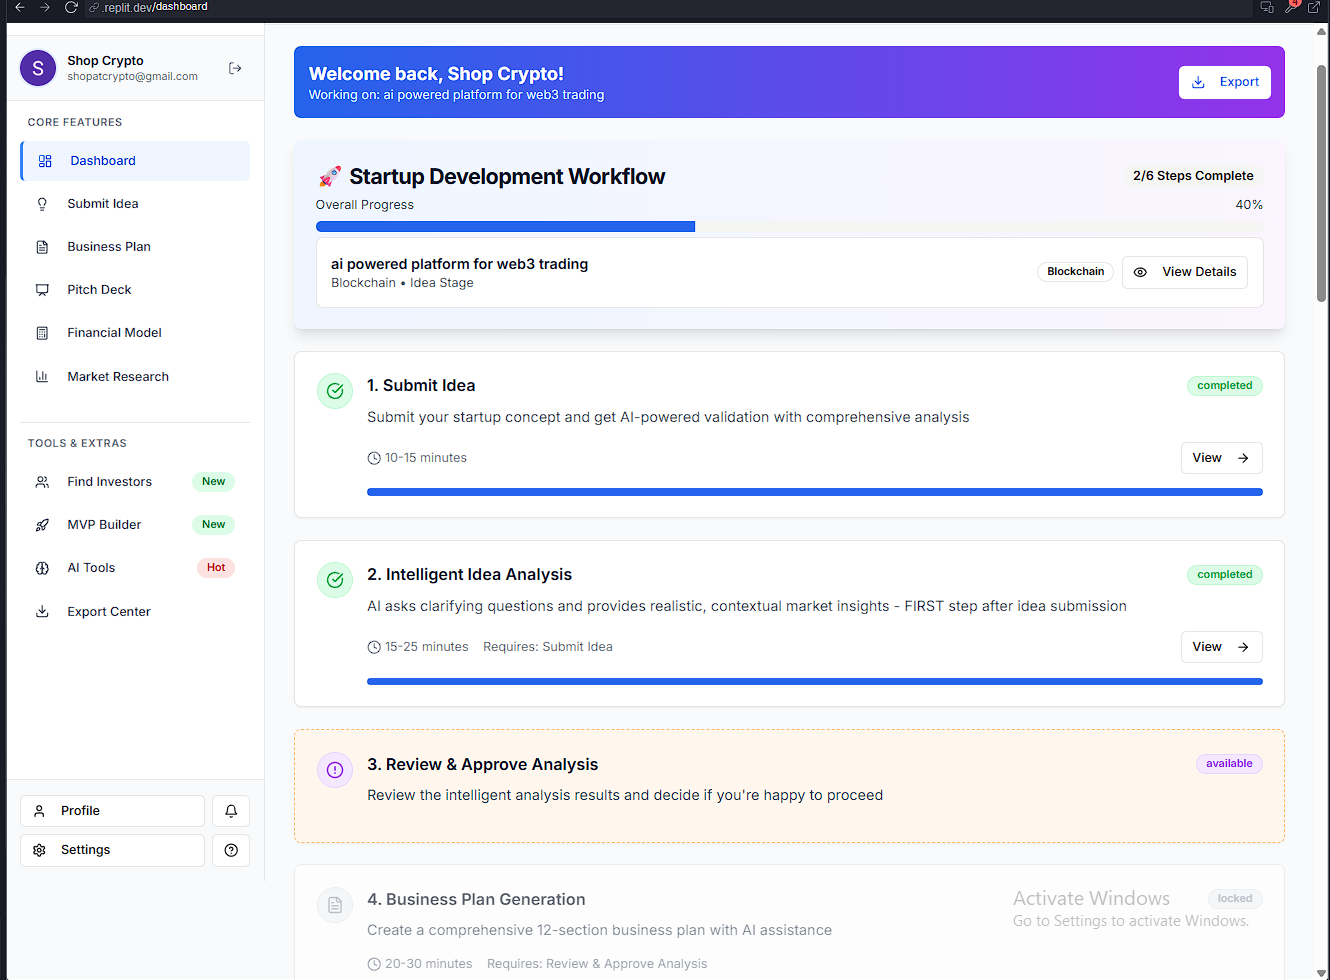 .replit.dev/dashboard
4
S
Shop Crypto
shopatcrypto@gmail.com
CORE FEATURES
Dashboard
Submit Idea
Business Plan
Pitch Deck
Financial Model
Market Research
TOOLS & EXTRAS
Find Investors New
MVP Builder New
AI Tools Hot
Export Center
Profile
Settings
Welcome back, Shop Crypto!
Working on: ai powered platform for web3 trading
Export
🚀 Startup Development Workflow
2/6 Steps Complete
Overall Progress 40%
ai powered platform for web3 trading
Blockchain • Idea Stage
Blockchain
View Details
1. Submit Idea
completed
Submit your startup concept and get AI-powered validation with comprehensive analysis
10-15 minutes
View →
2. Intelligent Idea Analysis
completed
AI asks clarifying questions and provides realistic, contextual market insights - FIRST step after idea submission
15-25 minutes Requires: Submit Idea
View →
3. Review & Approve Analysis
available
Review the intelligent analysis results and decide if you're happy to proceed
4. Business Plan Generation
locked
Create a comprehensive 12-section business plan with AI assistance
20-30 minutes Requires: Review & Approve Analysis
Activate Windows
Go to Settings to activate Windows.